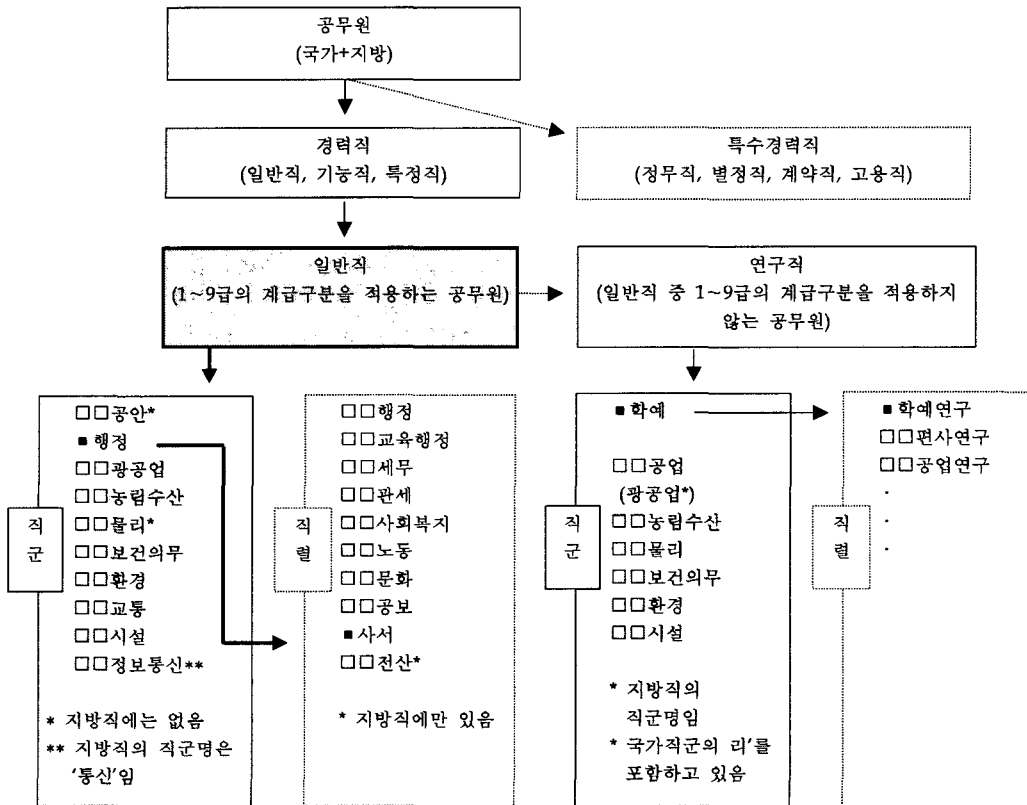 공무원
(국가+지방)
경력직
(일반직, 기능직, 특정직)
특수경력직
(정무직, 별정직, 계약직, 고용직)
일반직
(1~9급의 계급구분을 적용하는 공무원)
연구직
(일반직 중 1~9급의 계급구분을 적용하지
않는 공무원)
직
군
□□공안*
■행정
□□광공업
□□농림수산
□□물리*
□□보건의무
□□환경
□□교통
□□시설
□□정보통신**
* 지방직에는 없음
** 지방직의 직군명은
'통신'임
직
렬
□□행정
□□교육행정
□□세무
□□관세
□□사회복지
□□노동
□□문화
□□공보
■사서
□□전산*
* 지방직에만 있음
직
군
■학예
□□공업
(광공업*)
□□농림수산
□□물리
□□보건의무
□□환경
□□시설
* 지방직의
직군명임
* 국가직군의 리'를
포함하고 있음
직
렬
■학예연구
□□편사연구
□□공업연구
.
.
.